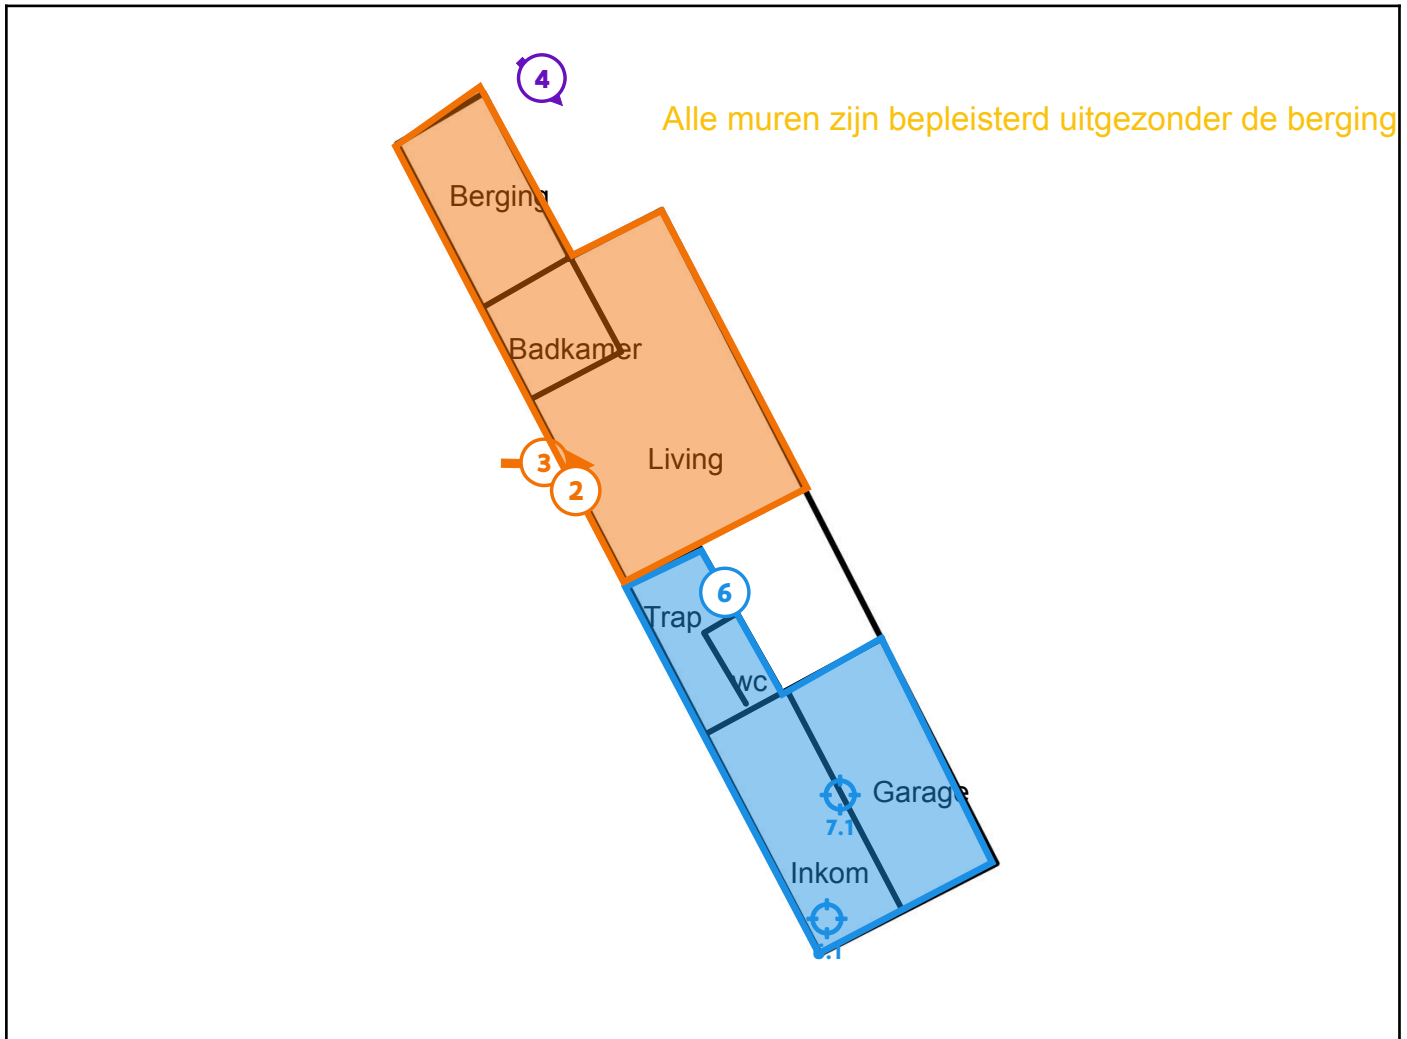 4
Alle muren zijn bepleisterd uitgezonder de berging
Berging
Badkamer
Living
3
2
6
Trap
wc
Garage
7.1
Inkom